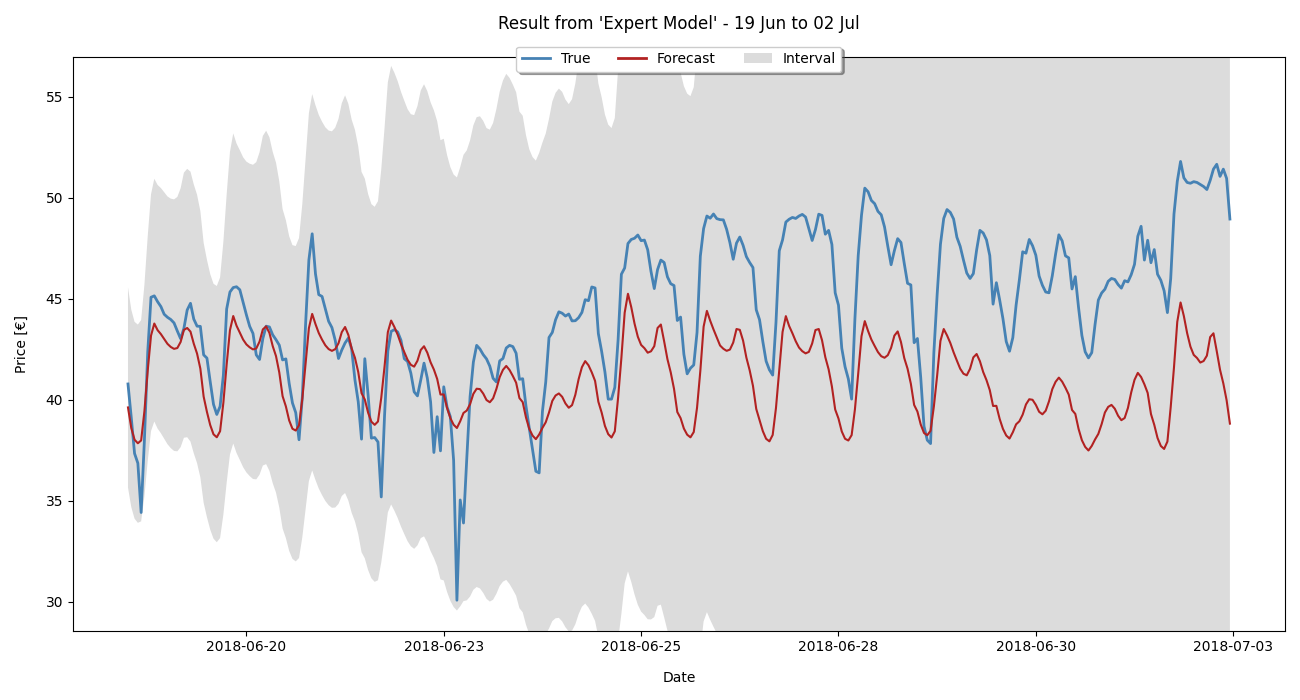 Result from 'Expert Model' - 19 Jun to 02 Jul
True Forecast Interval
55
50
45
40
35
30
Price [€]
2018-06-20 2018-06-23 2018-06-25 2018-06-28 2018-06-30 2018-07-03
Date